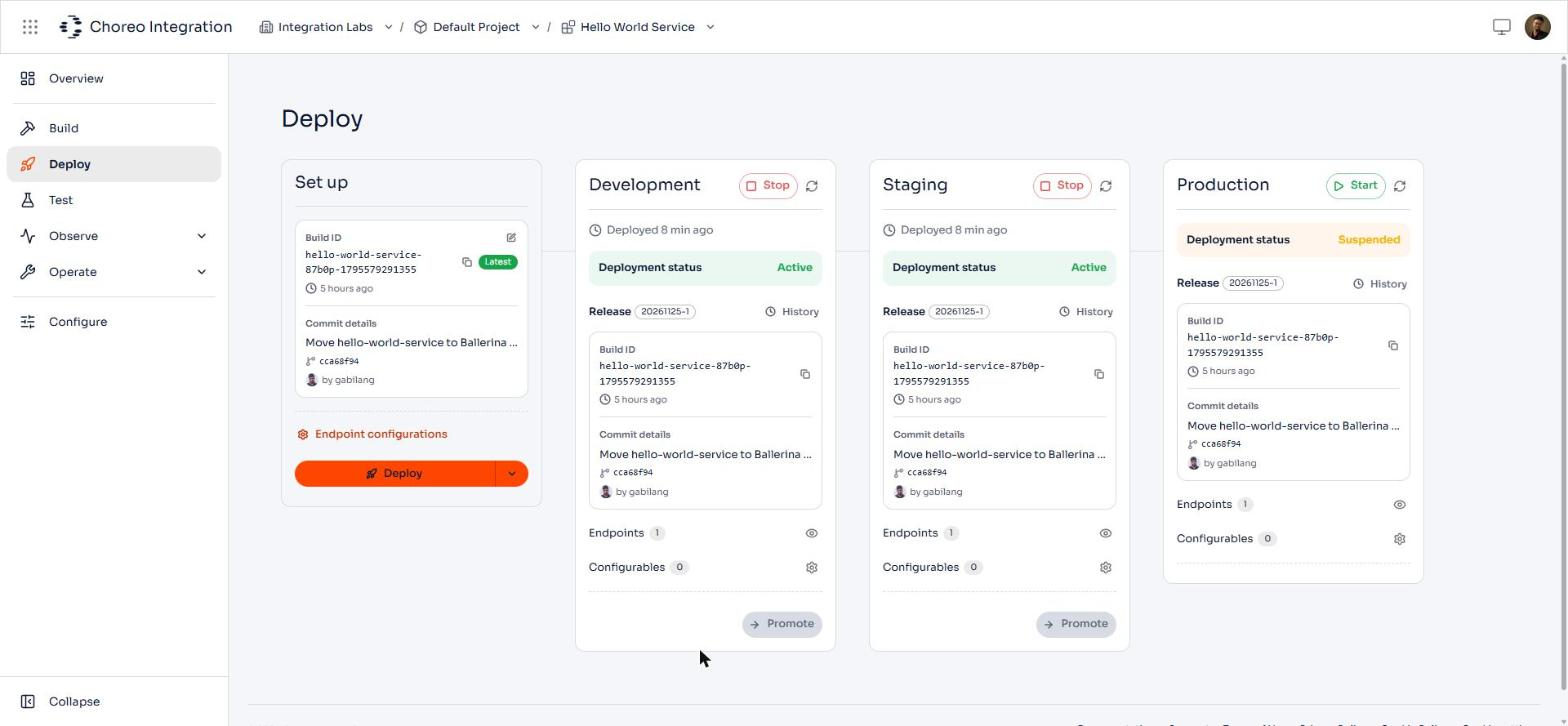 Choreo Integration
Integration Labs / Default Project / Hello World Service
Overview
Build
Deploy
Test
Observe
Operate
Configure
Collapse
Deploy
Set up
Build ID
hello-world-service-
87b0p-1795579291355
Latest
5 hours ago
Commit details
Move hello-world-service to Ballerina ...
cca68f94
by gabilang
Endpoint configurations
Deploy
Development
Stop
Deployed 8 min ago
Deployment status Active
Release 20261125-1 History
Build ID
hello-world-service-87b0p-
1795579291355
5 hours ago
Commit details
Move hello-world-service to Ballerina ...
cca68f94
by gabilang
Endpoints 1
Configurables 0
Promote
Staging
Stop
Deployed 8 min ago
Deployment status Active
Release 20261125-1 History
Build ID
hello-world-service-87b0p-
1795579291355
5 hours ago
Commit details
Move hello-world-service to Ballerina ...
cca68f94
by gabilang
Endpoints 1
Configurables 0
Promote
Production
Start
Deployment status Suspended
Release 20261125-1 History
Build ID
hello-world-service-87b0p-
1795579291355
5 hours ago
Commit details
Move hello-world-service to Ballerina ...
cca68f94
by gabilang
Endpoints 1
Configurables 0